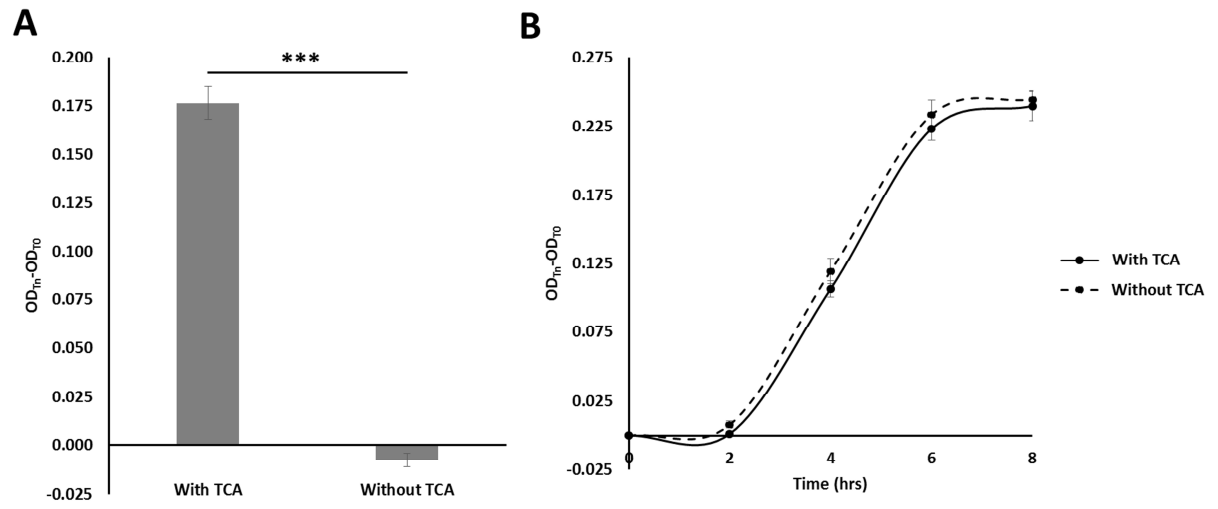 A
0.200
0.175
0.150
0.125
0.100
0.075
0.050
0.025
0.000
-0.025
OD_Tn-OD_T0
***
With TCA
Without TCA
B
0.275
0.225
0.175
0.125
0.075
0.025
-0.025
OD_Tn-OD_T0
0 2 4 6 8
Time (hrs)
With TCA
Without TCA